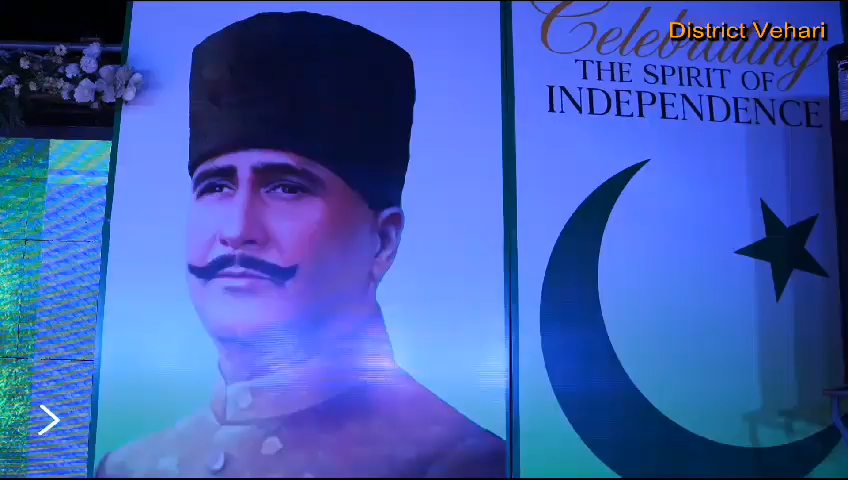 District Vehari
Celebrating
THE SPIRIT OF
INDEPENDENCE